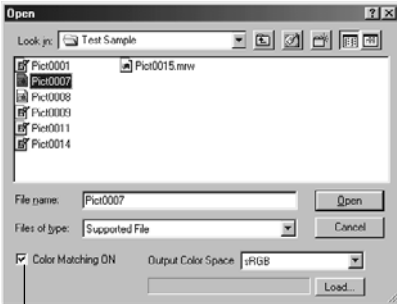 Open
Look in: Test Sample
Pict0001 Pict0015.mrw
Pict0007
Pict0008
Pict0009
Pict0011
Pict0014
File name: Pict0007 Open
Files of type: Supported File Cancel
Color Matching ON Output Color Space sRGB
Load...